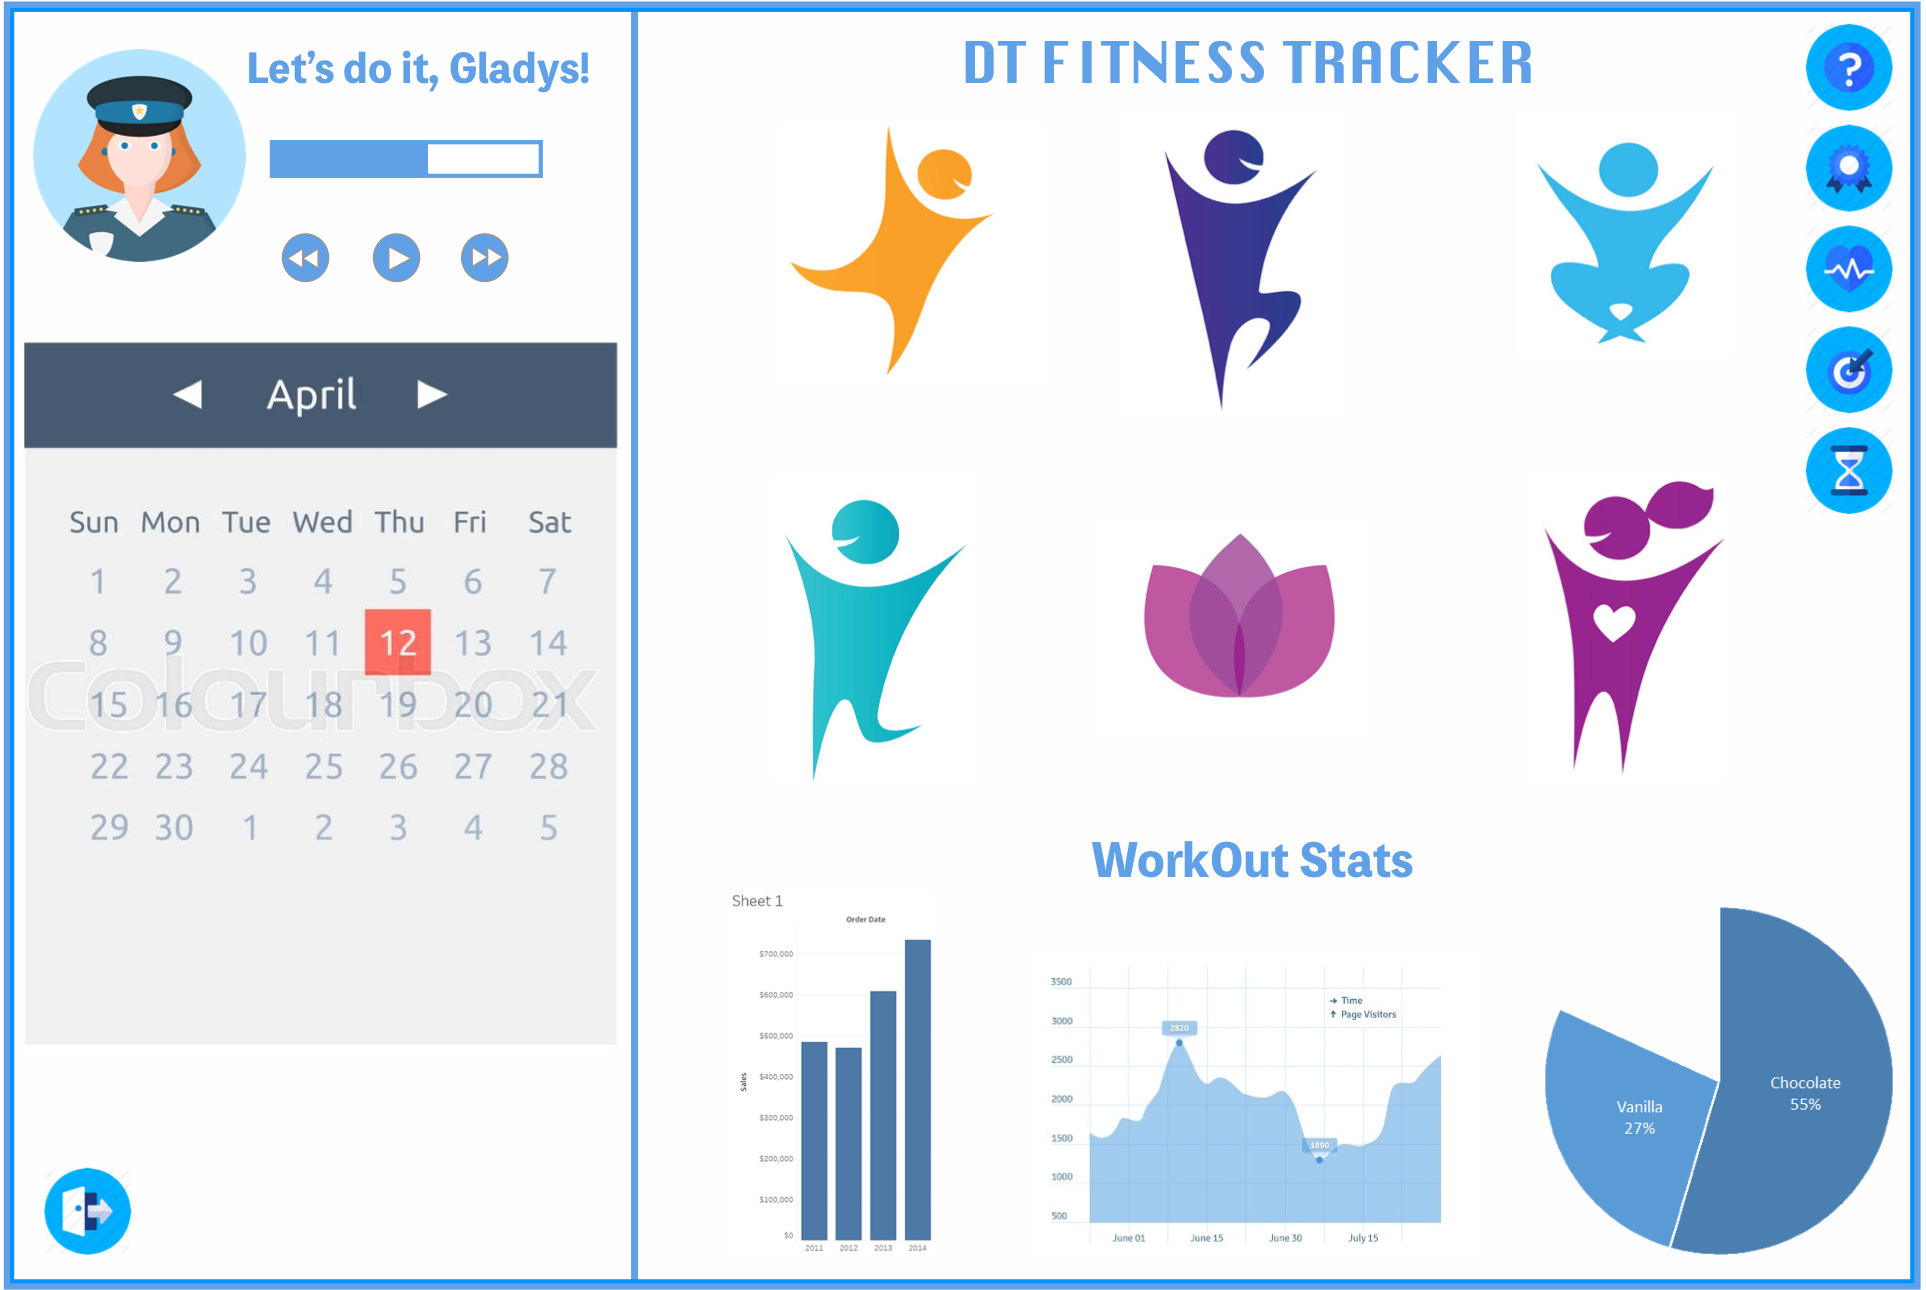 Let's do it, Gladys!
April
Sun Mon Tue Wed Thu Fri Sat
1 2 3 4 5 6 7
8 9 10 11 12 13 14
15 16 17 18 19 20 21
22 23 24 25 26 27 28
29 30 1 2 3 4 5
colourbox
DT FITNESS TRACKER
?
WorkOut Stats
Sheet 1
Order Date
Sales
$700,000
$600,000
$500,000
$400,000
$300,000
$200,000
$100,000
$0
2011 2012 2013 2014
3500
3000
2500
2000
1500
1000
500
→ Time
↑ Page Visitors
2820
1890
June 01 June 15 June 30 July 15
Chocolate
55%
Vanilla
27%